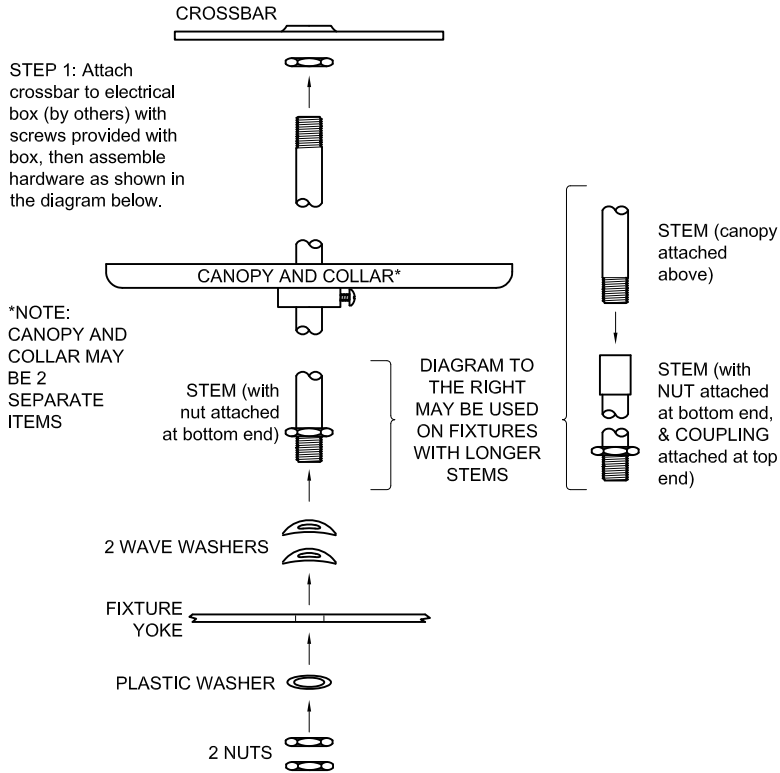 CROSSBAR
STEP 1: Attach
crossbar to electrical
box (by others) with
screws provided with
box, then assemble
hardware as shown in
the diagram below.
CANOPY AND COLLAR*
*NOTE:
CANOPY AND
COLLAR MAY
BE 2
SEPARATE
ITEMS
STEM (with
nut attached
at bottom end)
DIAGRAM TO
THE RIGHT
MAY BE USED
ON FIXTURES
WITH LONGER
STEMS
STEM (canopy
attached
above)
STEM (with
NUT attached
at bottom end,
& COUPLING
attached at top
end)
2 WAVE WASHERS
FIXTURE
YOKE
PLASTIC WASHER
2 NUTS